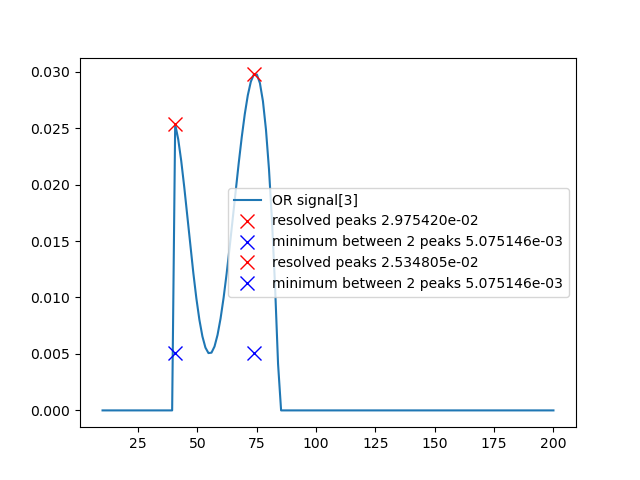 0.030
0.025
0.020
0.015
0.010
0.005
0.000
OR signal[3]
resolved peaks 2.975420e-02
minimum between 2 peaks 5.075146e-03
resolved peaks 2.534805e-02
minimum between 2 peaks 5.075146e-03
25 50 75 100 125 150 175 200